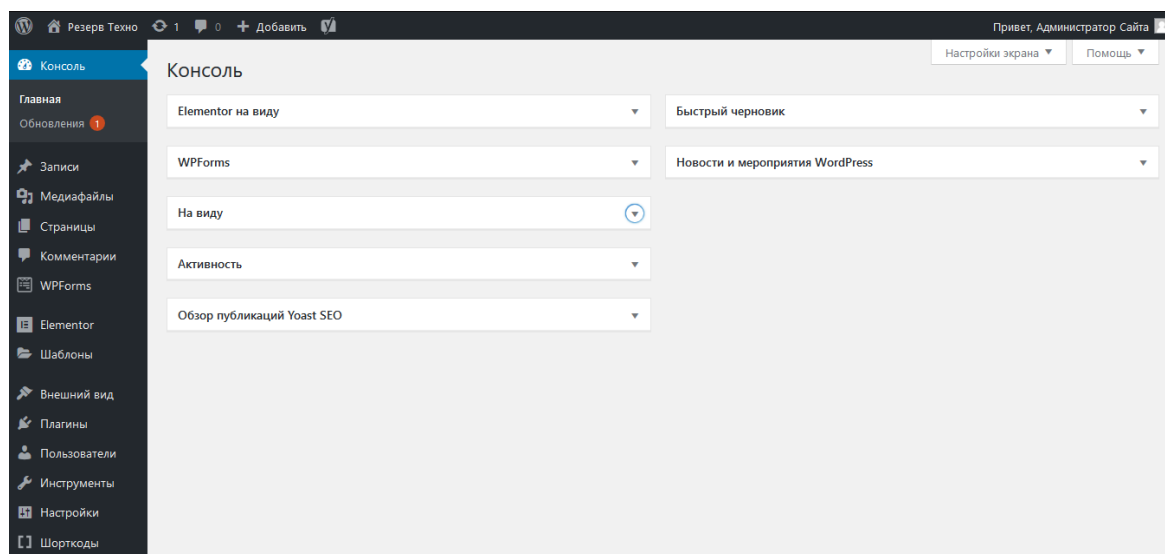 Резерв Техно 1 0 + Добавить
Привет, Администратор Сайта
Настройки экрана
Помощь
Консоль
Главная
Обновления 1
Записи
Медиафайлы
Страницы
Комментарии
WPForms
Elementor
Шаблоны
Внешний вид
Плагины
Пользователи
Инструменты
Настройки
Шорткоды
Консоль
Elementor на виду
WPForms
На виду
Активность
Обзор публикаций Yoast SEO
Быстрый черновик
Новости и мероприятия WordPress